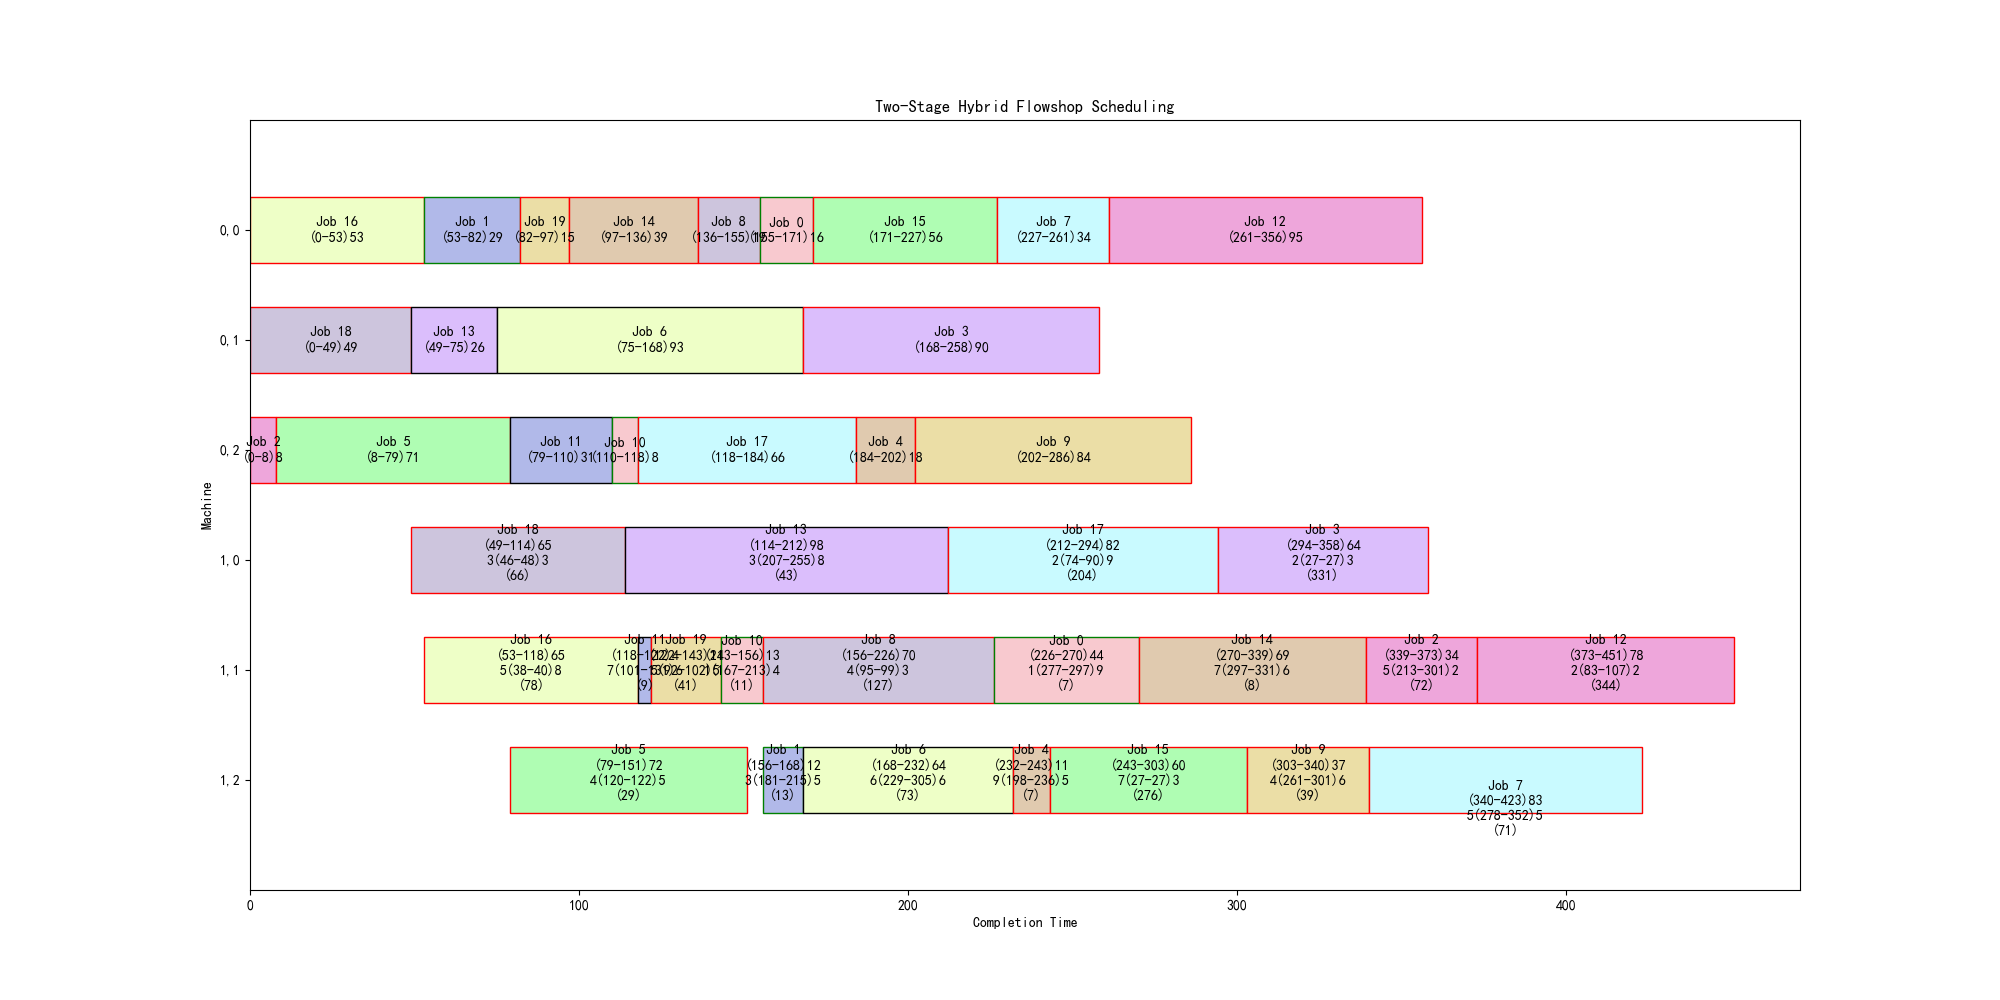 Two-Stage Hybrid Flowshop Scheduling
0,0
Job 16
(0-53)53
Job 1
(53-82)29
Job 19
(82-97)15
Job 14
(97-136)39
Job 8
(136-155)19
Job 0
(155-171)16
Job 15
(171-227)56
Job 7
(227-261)34
Job 12
(261-356)95
0,1
Job 18
(0-49)49
Job 13
(49-75)26
Job 6
(75-168)93
Job 3
(168-258)90
0,2
Job 2
(0-8)8
Job 5
(8-79)71
Job 11
(79-110)31
Job 10
(110-118)8
Job 17
(118-184)66
Job 4
(184-202)18
Job 9
(202-286)84
Machine
1,0
Job 18
(49-114)65
3(46-48)3
(66)
Job 13
(114-212)98
3(207-255)8
(43)
Job 17
(212-294)82
2(74-90)9
(204)
Job 3
(294-358)64
2(27-27)3
(331)
1,1
Job 16
(53-118)65
5(38-40)8
(78)
Job 11
(118-122)4
(9)
Job 19
(122-143)21
(41)
Job 10
(143-156)13
(11)
Job 8
(156-226)70
4(95-99)3
(127)
Job 0
(226-270)44
1(277-297)9
(7)
Job 14
(270-339)69
7(297-331)6
(8)
Job 2
(339-373)34
5(213-301)2
(72)
Job 12
(373-451)78
2(83-107)2
(344)
1,2
Job 5
(79-151)72
4(120-122)5
(29)
Job 1
(156-168)12
3(181-215)5
(13)
Job 6
(168-232)64
6(229-305)6
(73)
Job 4
(232-243)11
9(198-236)5
(7)
Job 15
(243-303)60
7(27-27)3
(276)
Job 9
(303-340)37
4(261-301)6
(39)
Job 7
(340-423)83
5(278-352)5
(71)
0
100
200
300
400
Completion Time